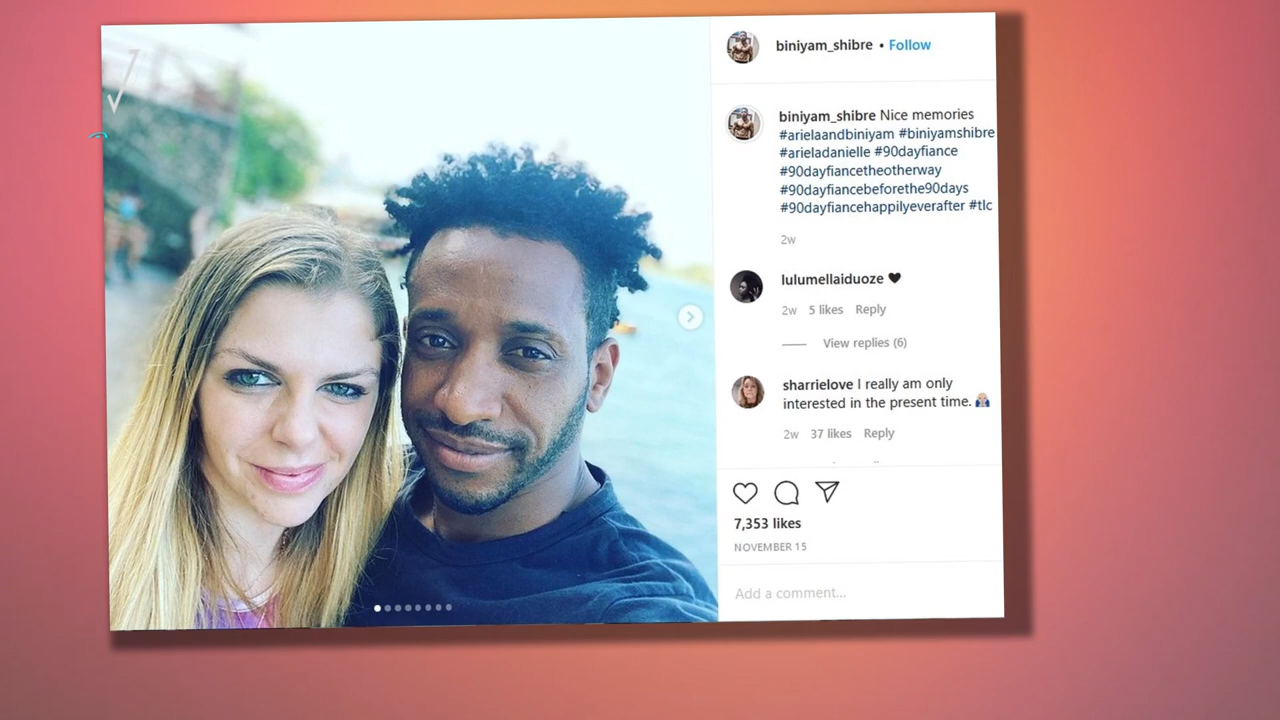 biniyam_shibre • Follow
biniyam_shibre Nice memories
#arielaandbiniyam #biniyamshibre
#arieladanielle #90dayfiance
#90dayfiancetheotherway
#90dayfiancebeforethe90days
#90dayfiancehappilyeverafter #tlc
2w
lulumellaiduoze 🖤
2w 5 likes Reply
View replies (6)
sharrielove I really am only
interested in the present time.
2w 37 likes Reply
7,353 likes
NOVEMBER 15
Add a comment...